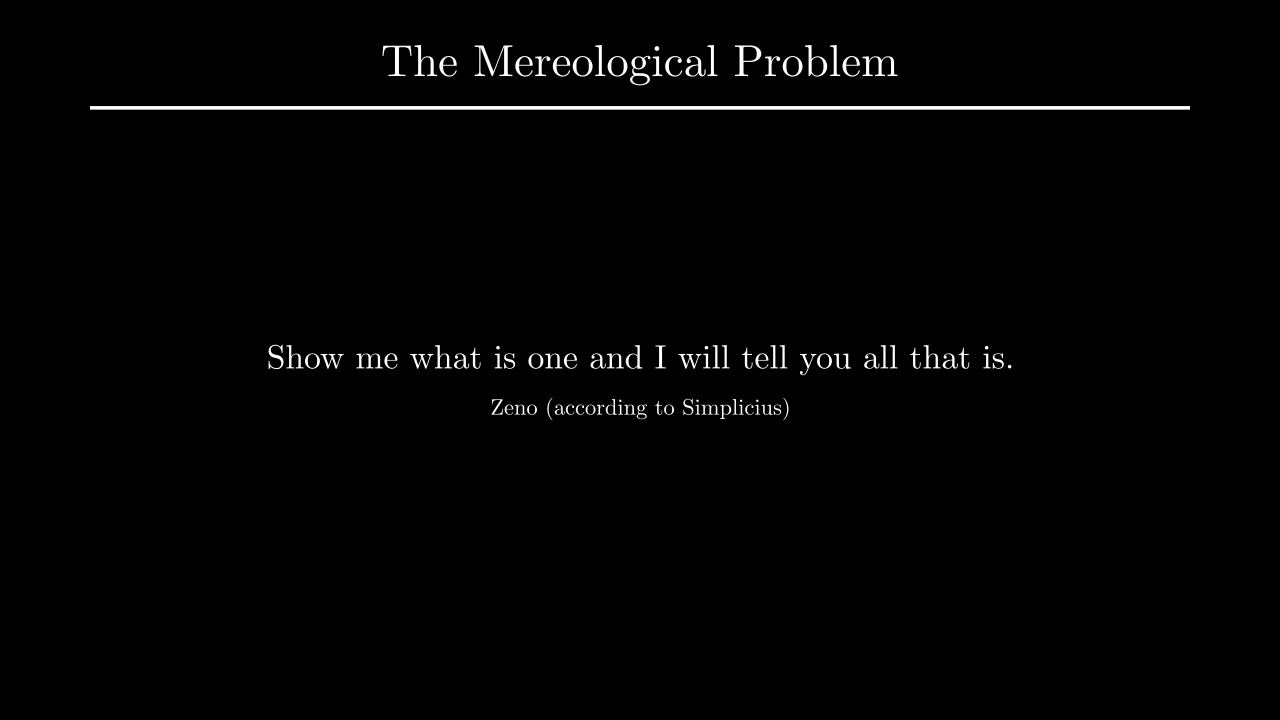 The Mereological Problem
Show me what is one and I will tell you all that is.
Zeno (according to Simplicius)